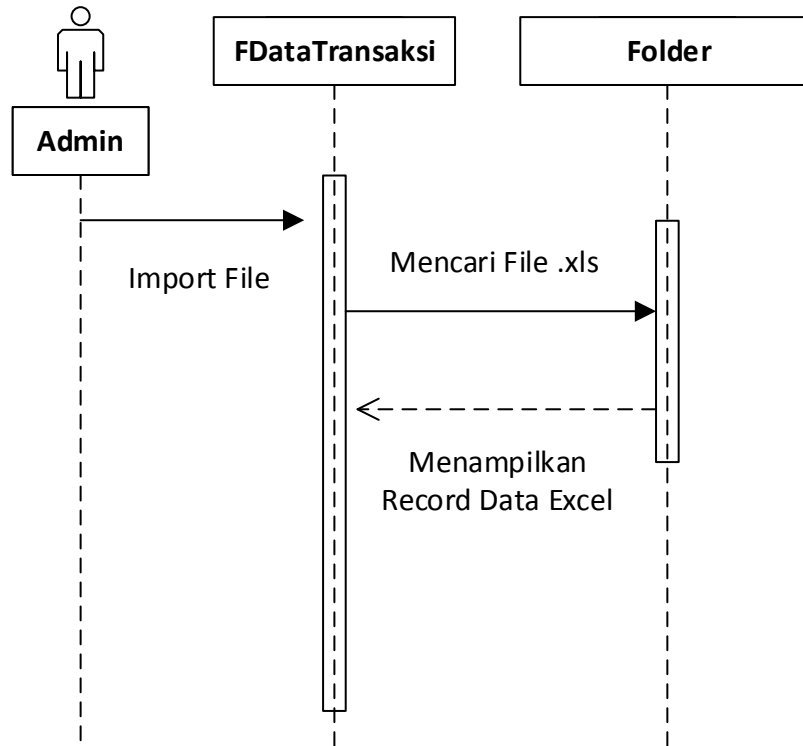 FDataTransaksi
Folder
Admin
Import File
Mencari File .xls
Menampilkan
Record Data Excel